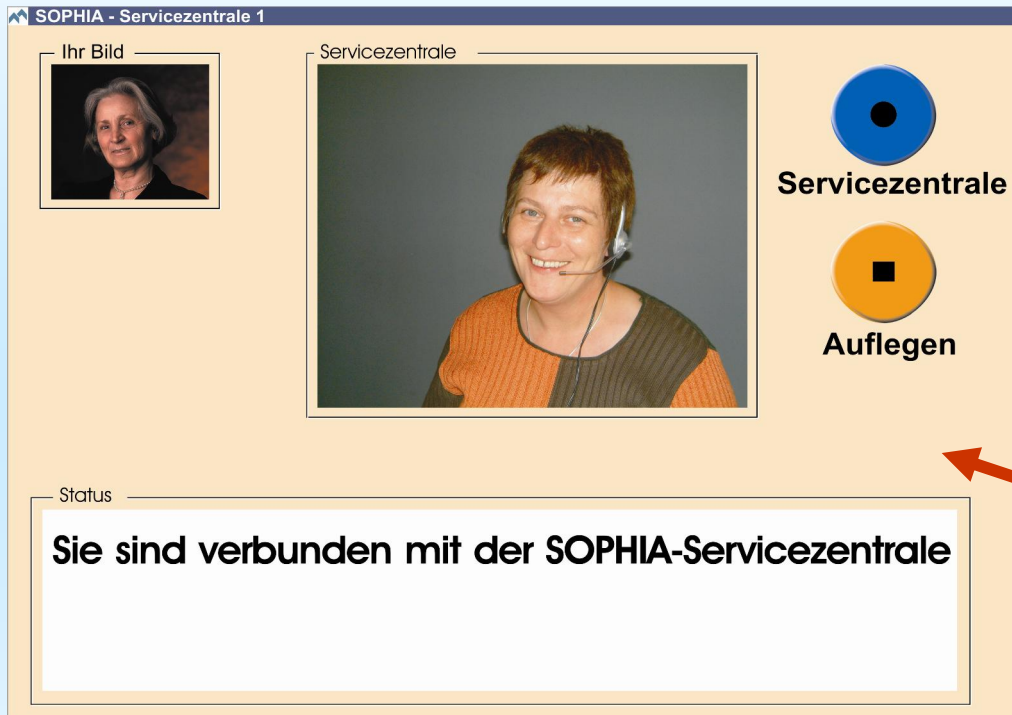 SOPHIA - Servicezentrale 1
Ihr Bild
Servicezentrale
Servicezentrale
Auflegen
Status
Sie sind verbunden mit der SOPHIA-Servicezentrale